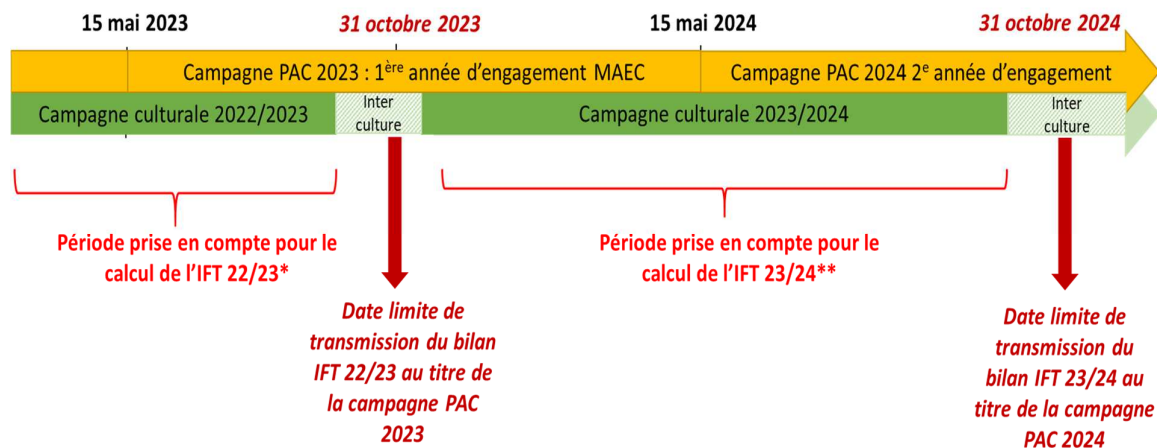 15 mai 2023
31 octobre 2023
15 mai 2024
31 octobre 2024
Campagne PAC 2023 : 1ère année d'engagement MAEC
Campagne PAC 2024 2e année d'engagement
Campagne culturale 2022/2023
Inter
culture
Campagne culturale 2023/2024
Inter
culture
Période prise en compte pour le
calcul de l'IFT 22/23*
Période prise en compte pour le
calcul de l'IFT 23/24**
Date limite de
transmission du bilan
IFT 22/23 au titre de
la campagne PAC
2023
Date limite de
transmission du
bilan IFT 23/24 au
titre de la campagne
PAC 2024